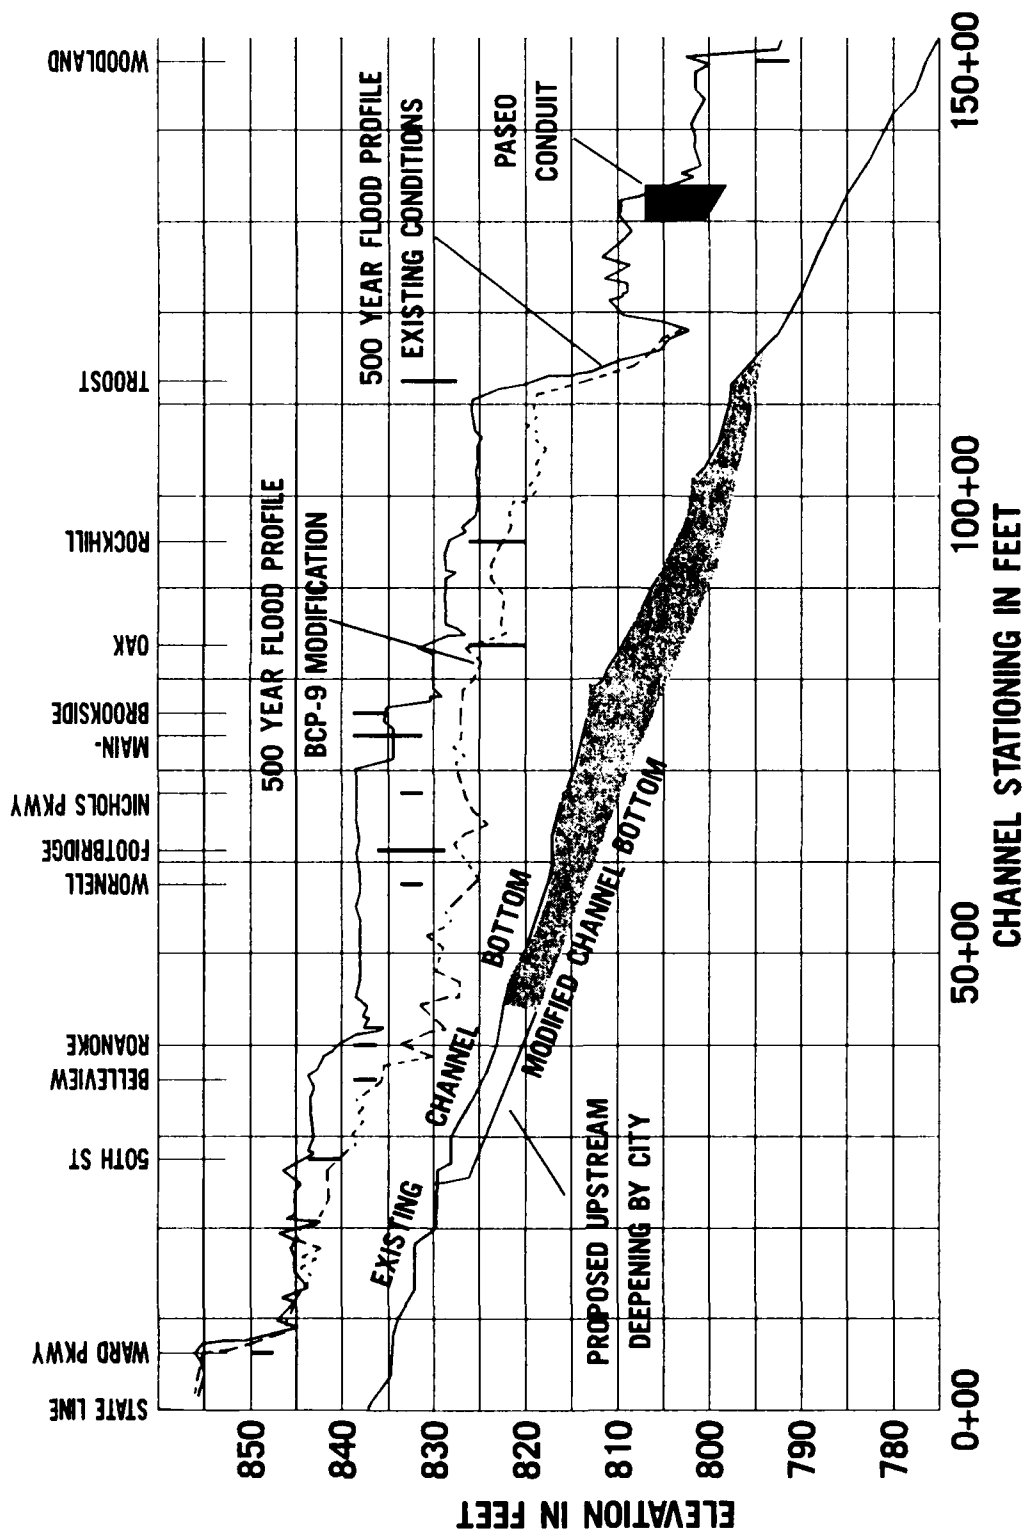 STATE LINE
WARD PKWY
50TH ST
BELLEVIEW
ROANOKE
WORNELL
FOOTBRIDGE
NICHOLS PKWY
MAIN-
BROOKSIDE
OAK
ROCKHILL
TROOST
WOODLAND
500 YEAR FLOOD PROFILE
BCP-9 MODIFICATION
500 YEAR FLOOD PROFILE
EXISTING CONDITIONS
PASEO
CONDUIT
EXISTING CHANNEL BOTTOM
MODIFIED CHANNEL BOTTOM
PROPOSED UPSTREAM
DEEPENING BY CITY
850
840
830
820
810
800
790
780
ELEVATION IN FEET
0+00
50+00
100+00
150+00
CHANNEL STATIONING IN FEET